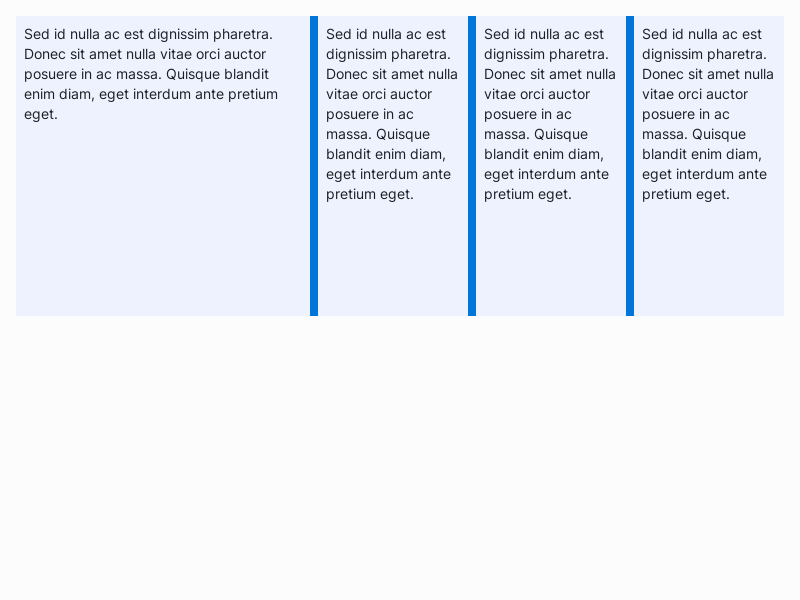 Sed id nulla ac est dignissim pharetra.
Donec sit amet nulla vitae orci auctor
posuere in ac massa. Quisque blandit
enim diam, eget interdum ante pretium
eget.
Sed id nulla ac est
dignissim pharetra.
Donec sit amet nulla
vitae orci auctor
posuere in ac
massa. Quisque
blandit enim diam,
eget interdum ante
pretium eget.
Sed id nulla ac est
dignissim pharetra.
Donec sit amet nulla
vitae orci auctor
posuere in ac
massa. Quisque
blandit enim diam,
eget interdum ante
pretium eget.
Sed id nulla ac est
dignissim pharetra.
Donec sit amet nulla
vitae orci auctor
posuere in ac
massa. Quisque
blandit enim diam,
eget interdum ante
pretium eget.